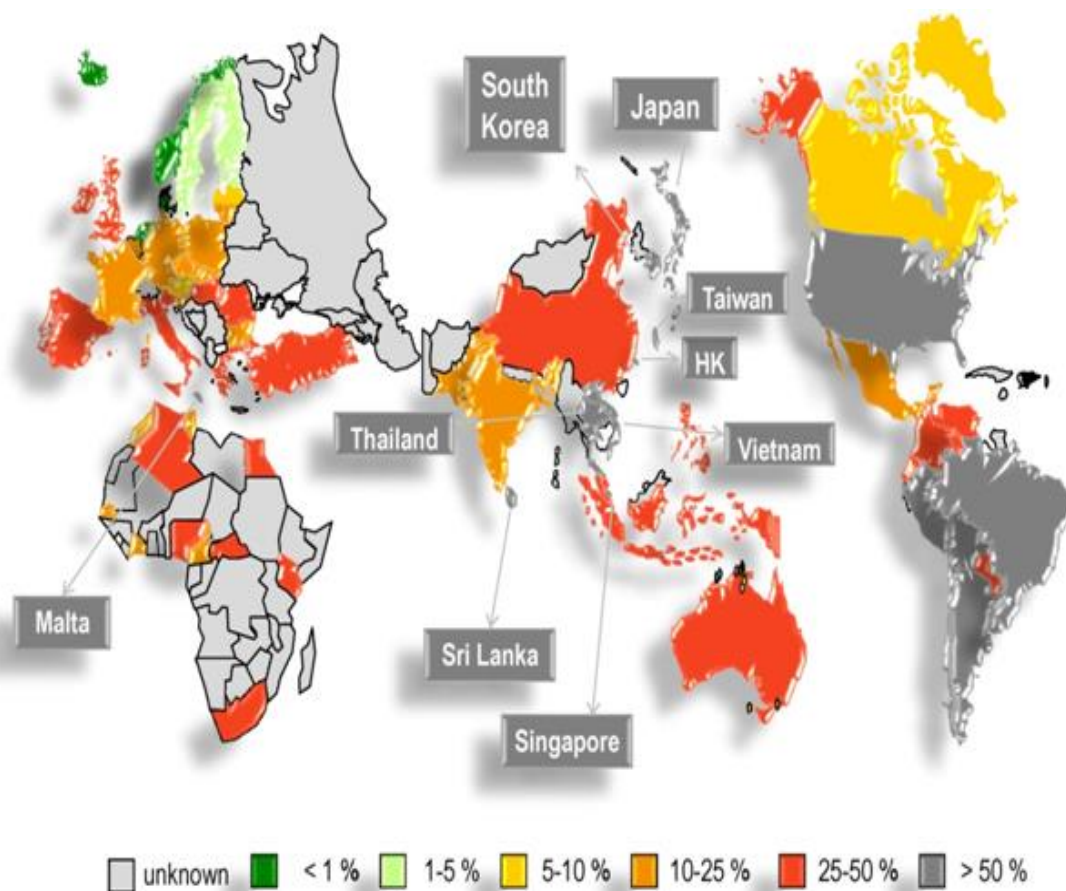 South
Korea
Japan
Taiwan
HK
Thailand
Vietnam
Malta
Sri Lanka
Singapore
unknown < 1 % 1-5 % 5-10 % 10-25 % 25-50 % > 50 %